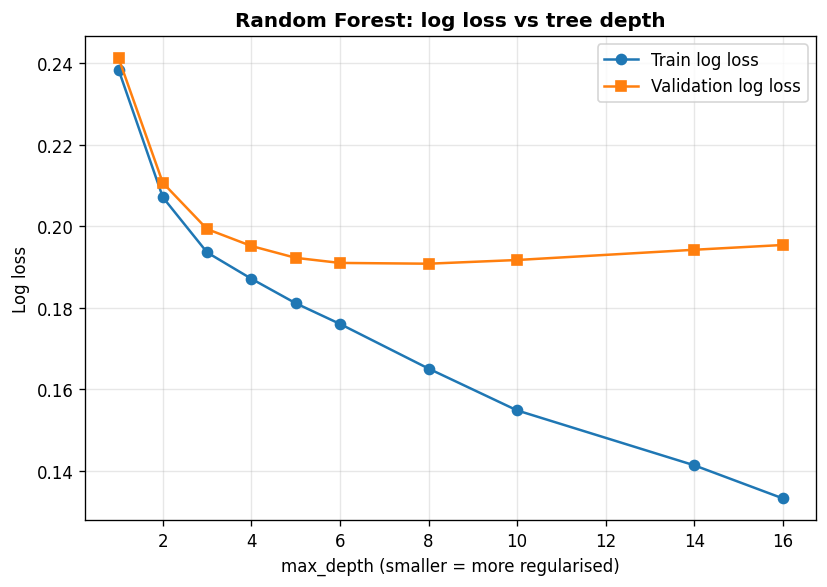 Random Forest: log loss vs tree depth
Train log loss
Validation log loss
Log loss
0.24
0.22
0.20
0.18
0.16
0.14
2 4 6 8 10 12 14 16
max_depth (smaller = more regularised)